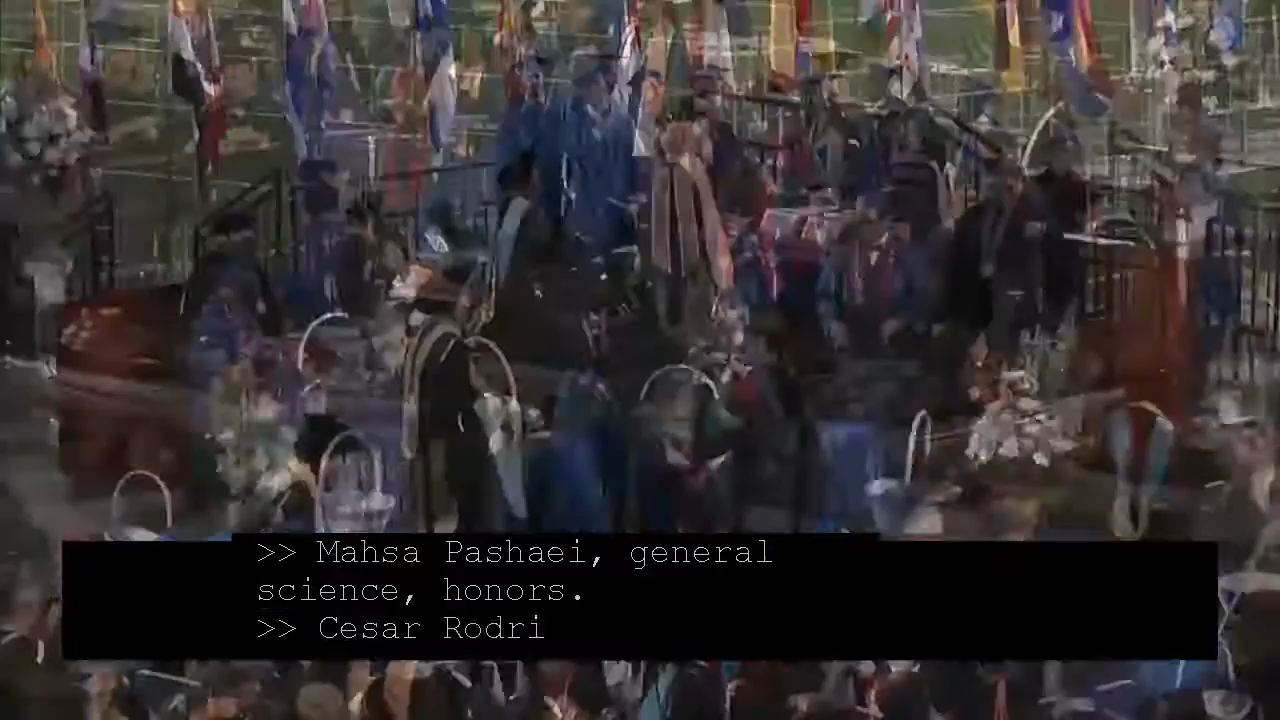 >> Mahsa Pashaei, general
science, honors.
>> Cesar Rodri